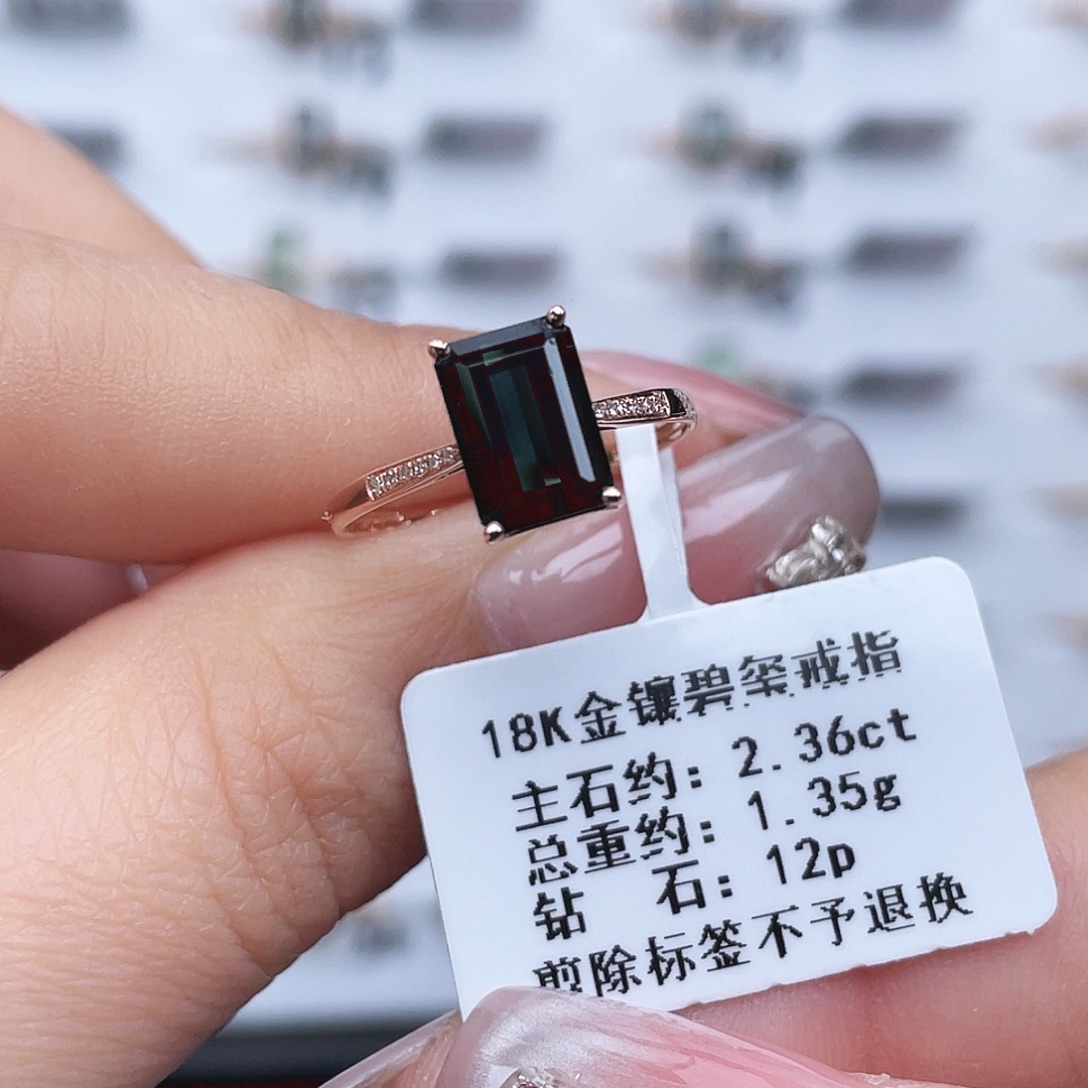 18K金镶碧玺戒指
主石约: 2.36ct
总重约: 1.35g
钻 石: 12p
剪除标签不予退换